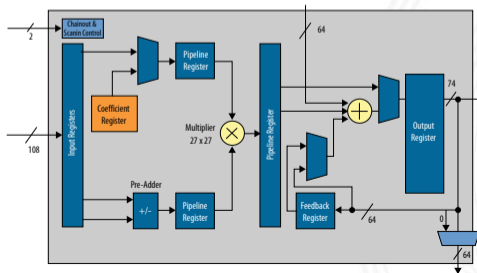 Chainout &
Scanin Control
2
64
Input Registers
Pipeline
Register
Coefficient
Register
Multiplier
27 x 27
108
Pre-Adder
+/-
Pipeline
Register
Pipeline Register
+
74
Output
Register
Feedback
Register
64
0
64